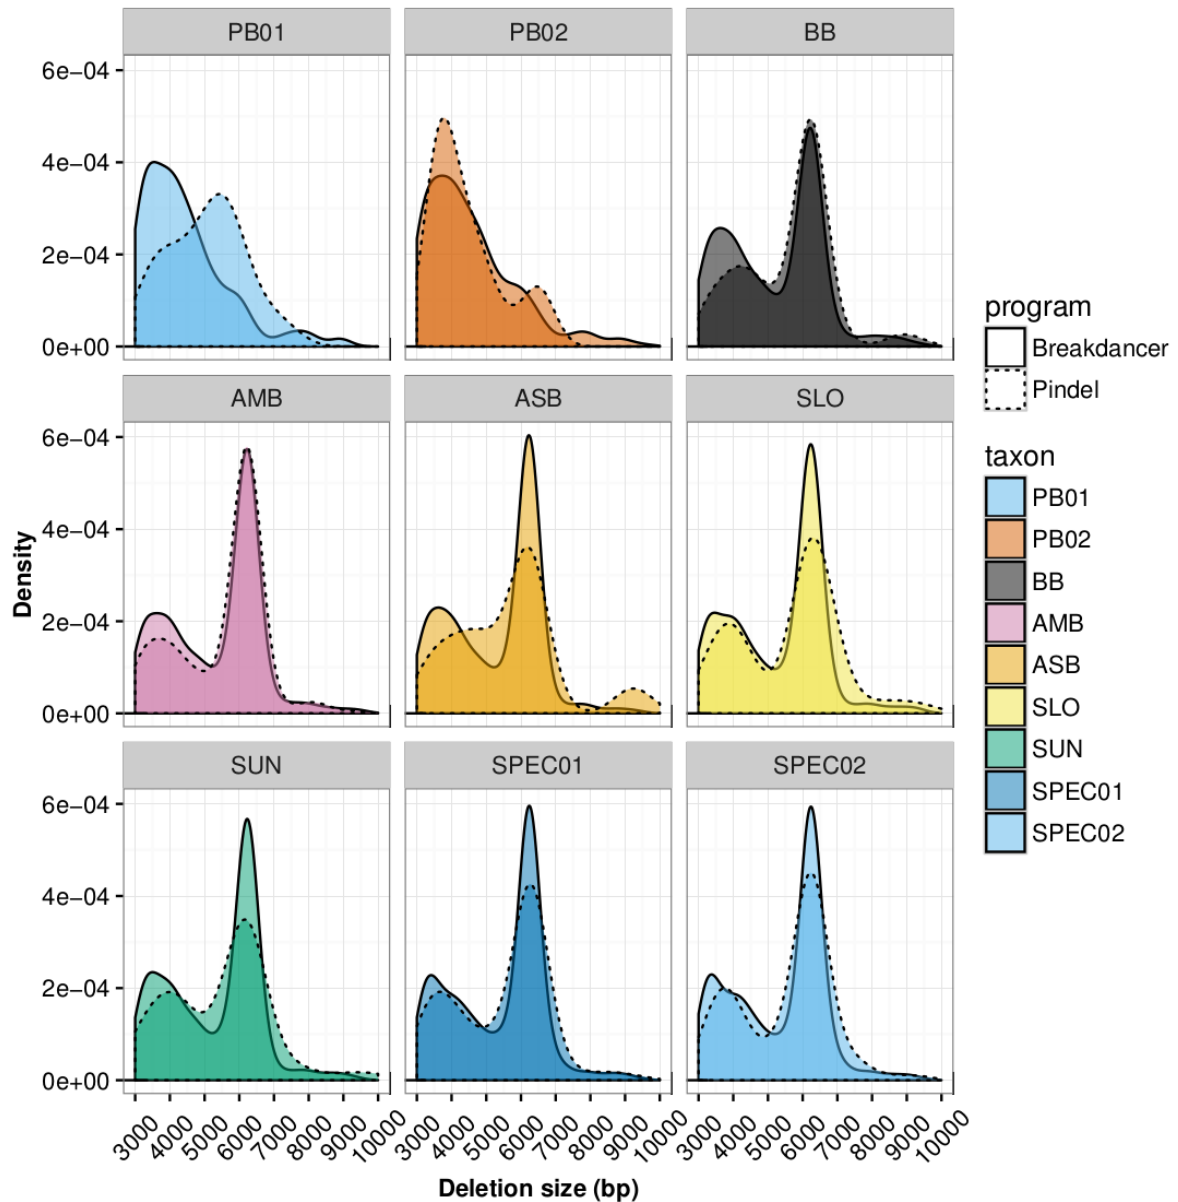 PB01 PB02 BB
6e−04
4e−04
2e−04
0e+00
AMB ASB SLO
6e−04
4e−04
2e−04
0e+00
SUN SPEC01 SPEC02
6e−04
4e−04
2e−04
0e+00
3000 4000 5000 6000 7000 8000 9000 10000 3000 4000 5000 6000 7000 8000 9000 10000 3000 4000 5000 6000 7000 8000 9000 10000
Deletion size (bp)
Density
program
Breakdancer
Pindel
taxon
PB01
PB02
BB
AMB
ASB
SLO
SUN
SPEC01
SPEC02